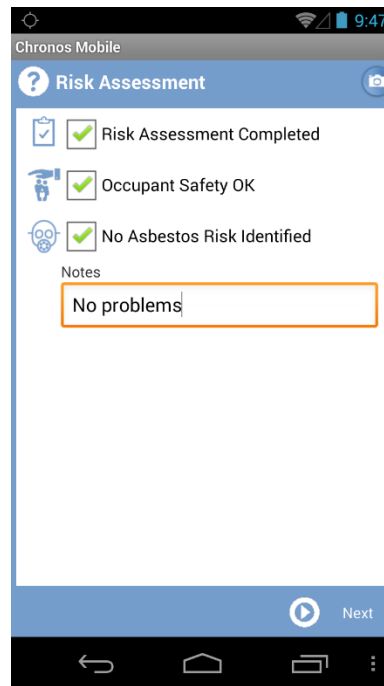 9:47
Chronos Mobile
? Risk Assessment
Risk Assessment Completed
Occupant Safety OK
No Asbestos Risk Identified
Notes
No problems
Next